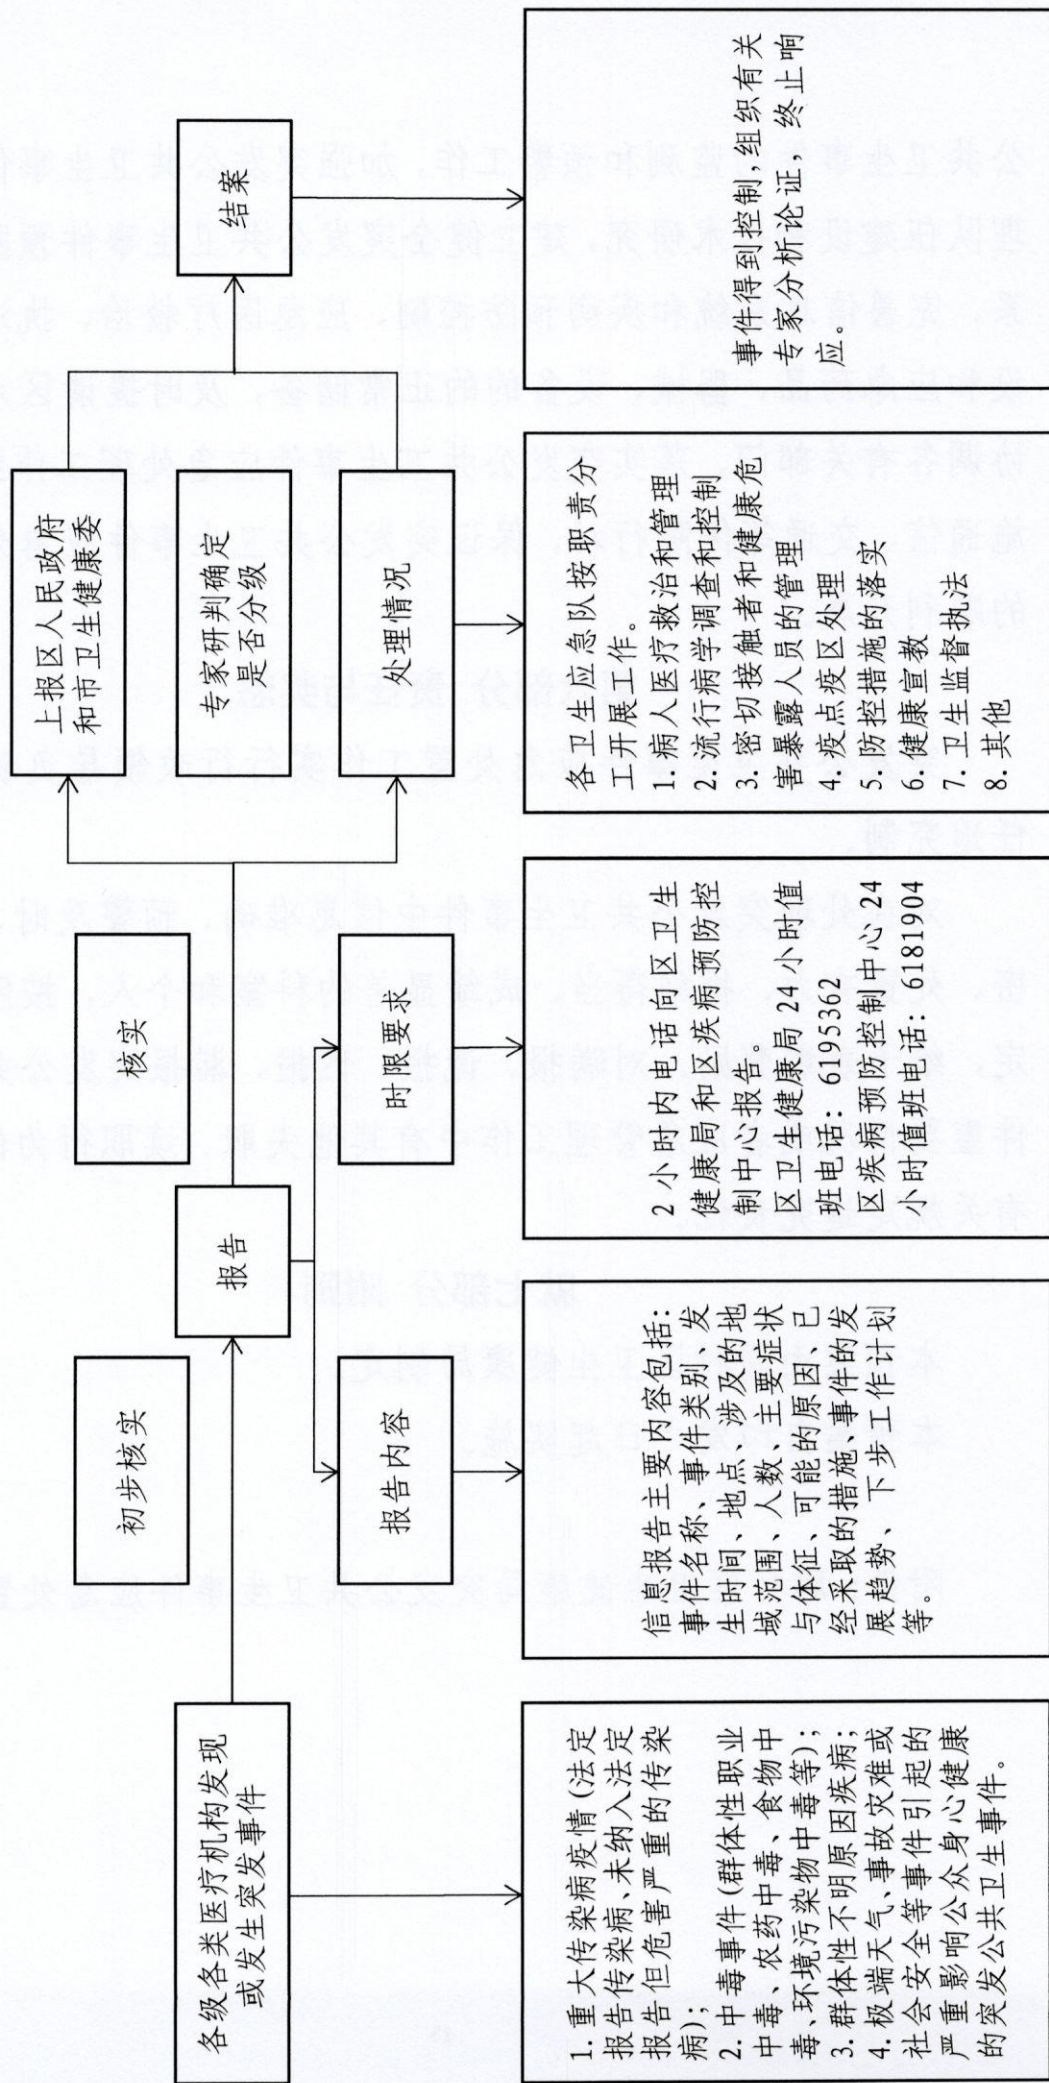 各级各类医疗机构发现
或发生突发事件
初步核实
报告
核实
上报区人民政府
和市卫生健康委
专家研判确定
是否分级
处理情况
结案
报告内容
时限要求
1. 重大传染病疫情(法定
报告传染病、未纳入法定
报告但危害严重的传染
病);
2. 中毒事件(群体性职业
中毒、农药中毒、食物中
毒、环境污染物中毒等);
3. 群体性不明原因疾病;
4. 极端天气、事故灾难或
社会安全等事件引起的
严重影响公众身心健康
的突发公共卫生事件。
信息报告主要内容包括:
事件名称、事件类别、发
生时间、地点、涉及的地
域范围、人数、主要症状
与体征、可能的原因、已
经采取的措施、事件的发
展趋势、下步工作计划
等。
2 小时内电话向区卫生
健康局和区疾病预防控
制中心报告。
区卫生健康局 24 小时值
班电话: 6195362
区疾病预防控制中心 24
小时值班电话: 6181904
各卫生应急队按职责分
工开展工作。
1. 病人医疗救治和管理
2. 流行病学调查和控制
3. 密切接触者和健康危
害暴露人员的管理
4. 疫点疫区处理
5. 防控措施的落实
6. 健康宣教
7. 卫生监督执法
8. 其他
事件得到控制,组织有关
专家分析论证, 终止响
应。